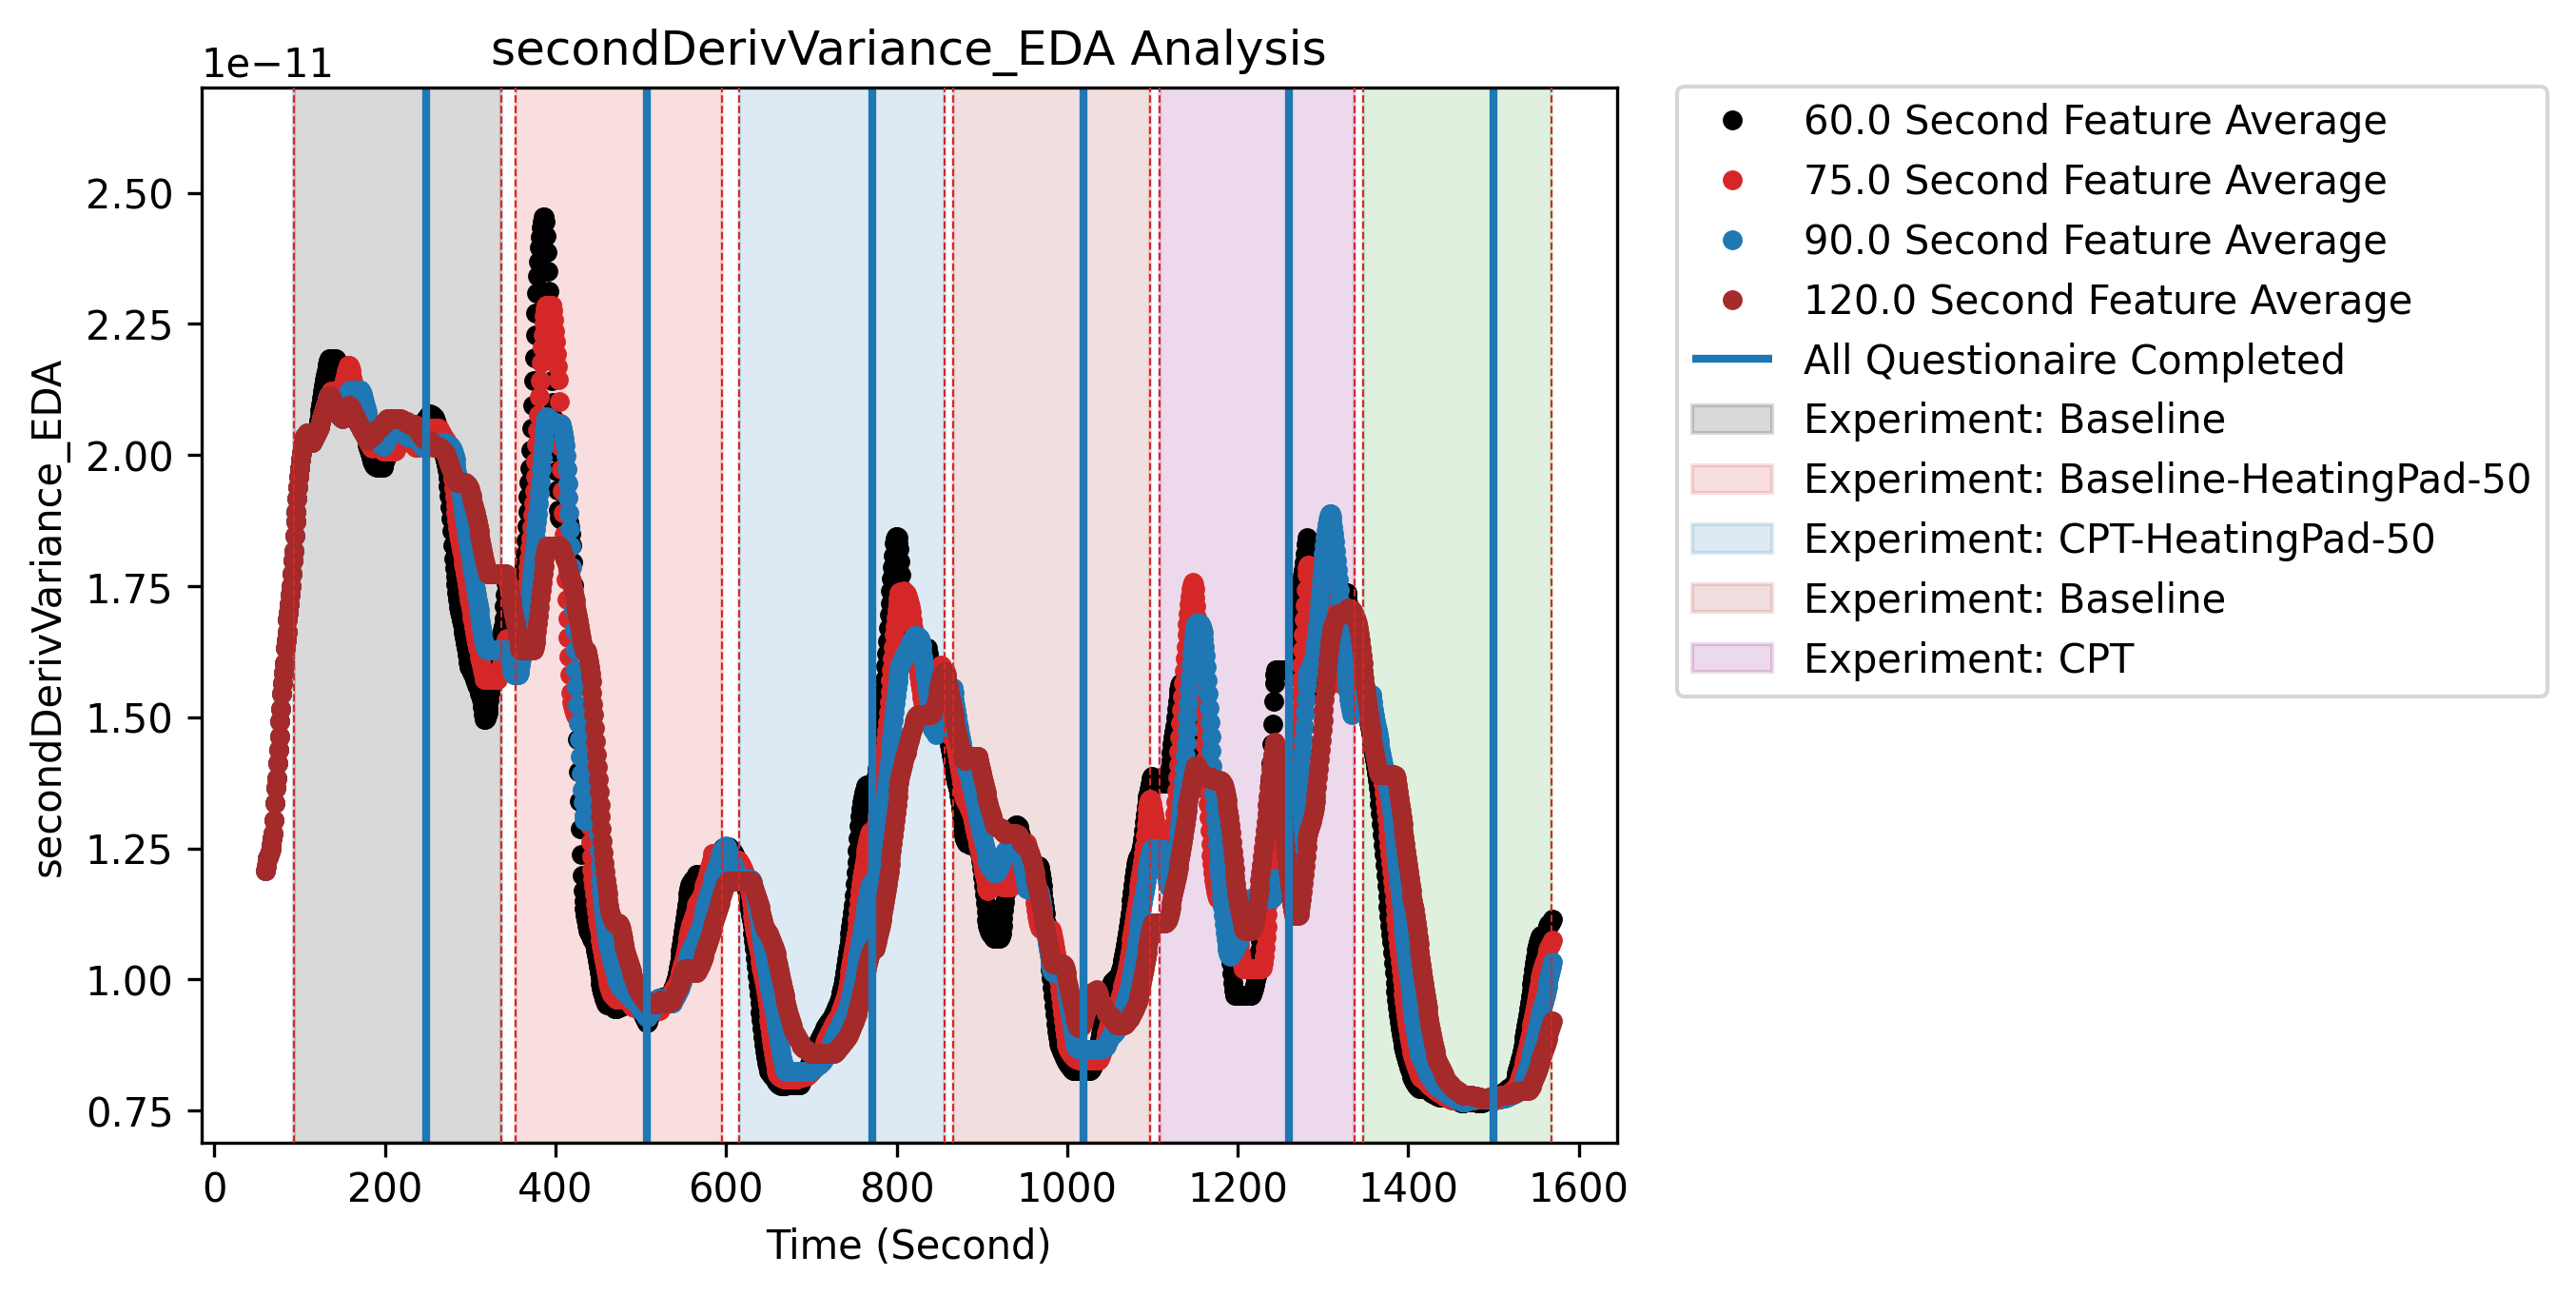 secondDerivVariance_EDA Analysis
1e−11
2.50
2.25
2.00
1.75
1.50
1.25
1.00
0.75
secondDerivVariance_EDA
0 200 400 600 800 1000 1200 1400 1600
Time (Second)
60.0 Second Feature Average
75.0 Second Feature Average
90.0 Second Feature Average
120.0 Second Feature Average
All Questionaire Completed
Experiment: Baseline
Experiment: Baseline-HeatingPad-50
Experiment: CPT-HeatingPad-50
Experiment: Baseline
Experiment: CPT